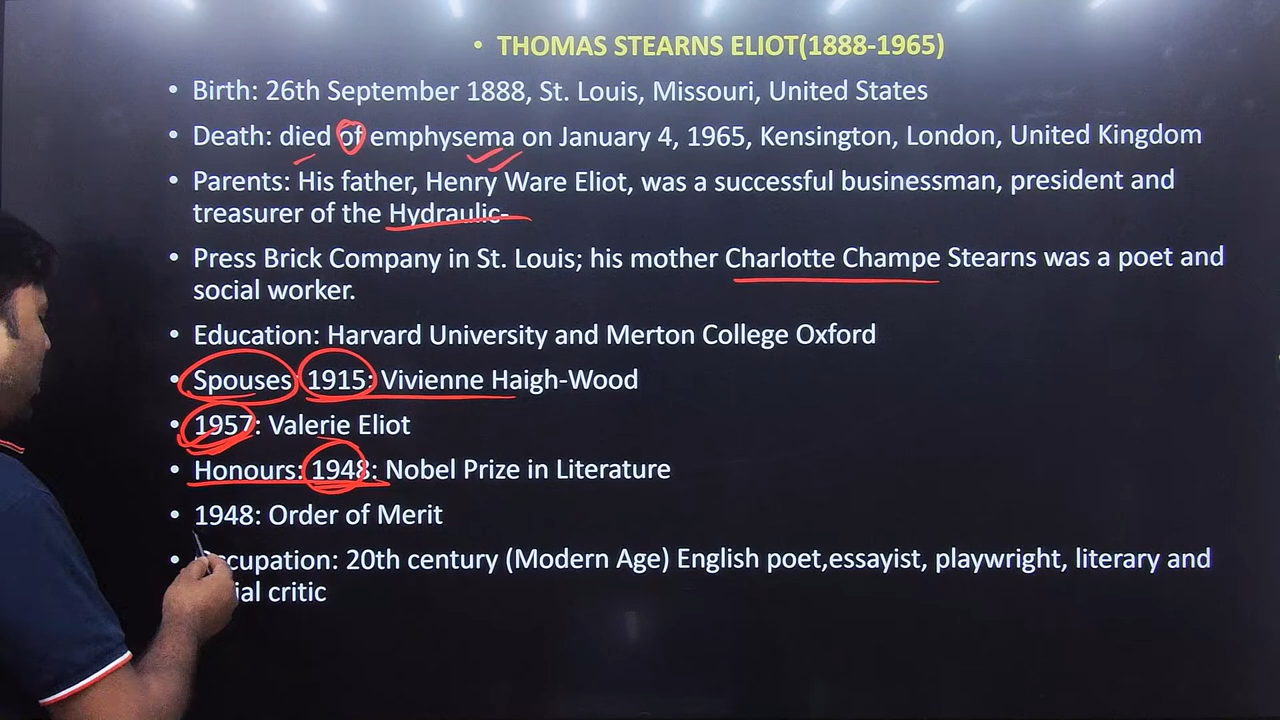 • THOMAS STEARNS ELIOT(1888-1965)
• Birth: 26th September 1888, St. Louis, Missouri, United States
• Death: died of emphysema on January 4, 1965, Kensington, London, United Kingdom
• Parents: His father, Henry Ware Eliot, was a successful businessman, president and
treasurer of the Hydraulic-
• Press Brick Company in St. Louis; his mother Charlotte Champe Stearns was a poet and
social worker.
• Education: Harvard University and Merton College Oxford
• Spouses: 1915: Vivienne Haigh-Wood
• 1957: Valerie Eliot
• Honours: 1948: Nobel Prize in Literature
• 1948: Order of Merit
• 20th century (Modern Age) English poet,essayist, playwright, literary and
critic